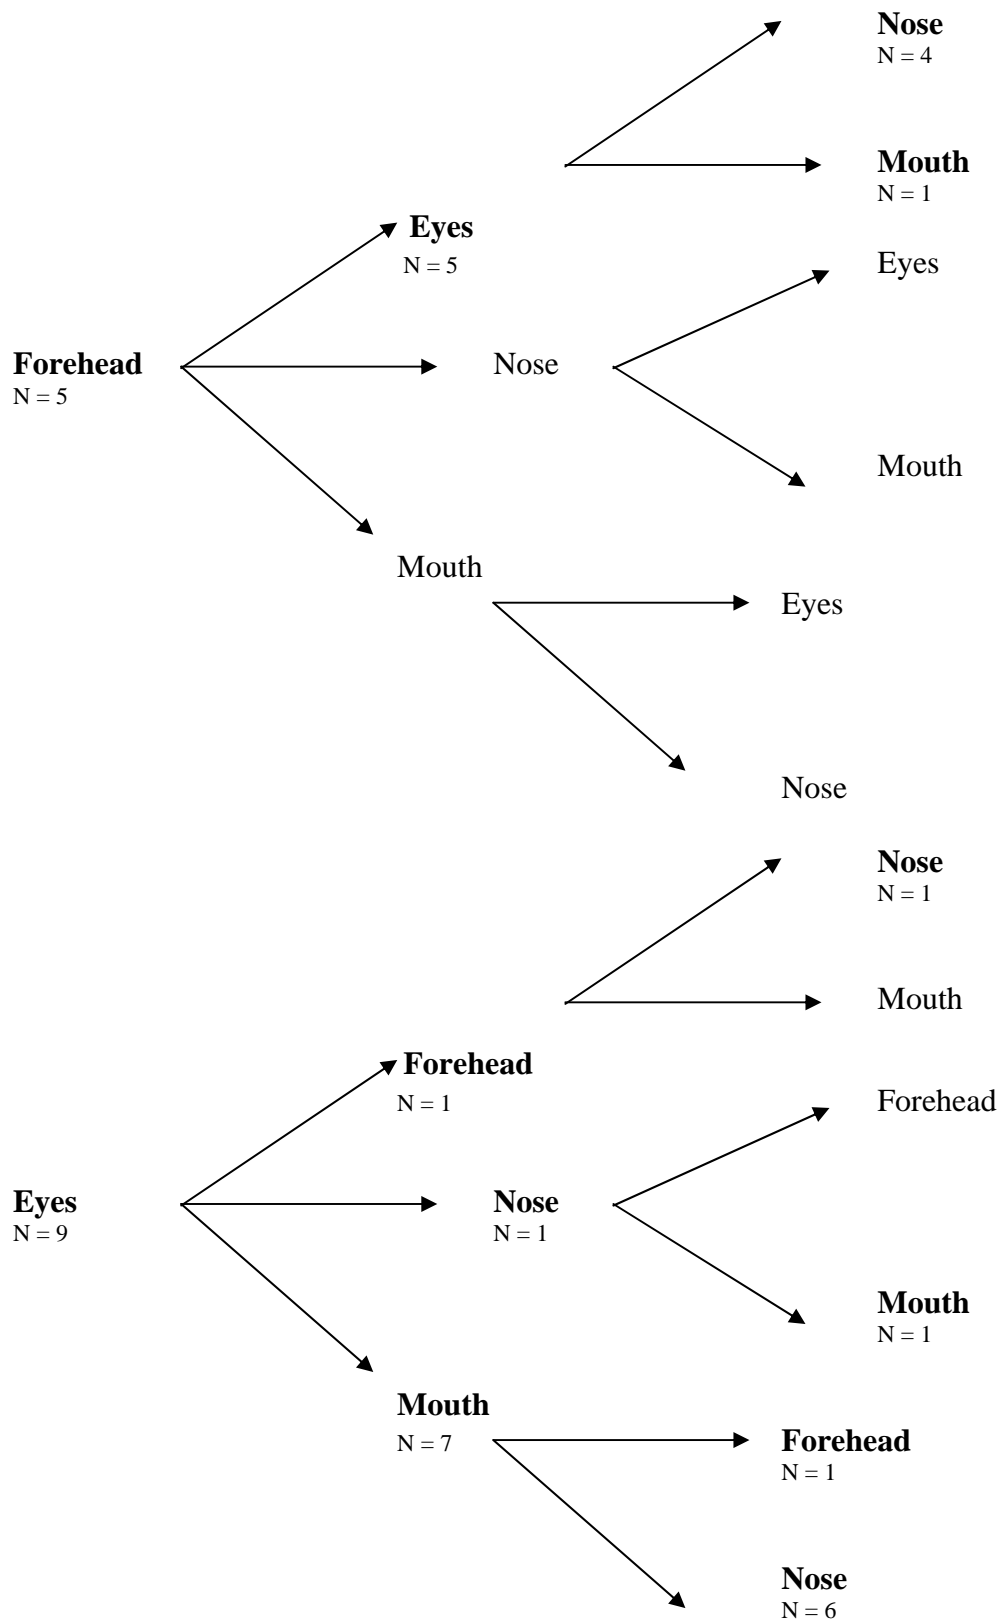 Nose
N = 4
Mouth
N = 1
Eyes
N = 5
Eyes
Forehead
N = 5
Nose
Mouth
Mouth
Eyes
Nose
Nose
N = 1
Mouth
Forehead
N = 1
Forehead
Eyes
N = 9
Nose
N = 1
Mouth
N = 1
Mouth
N = 7
Forehead
N = 1
Nose
N = 6